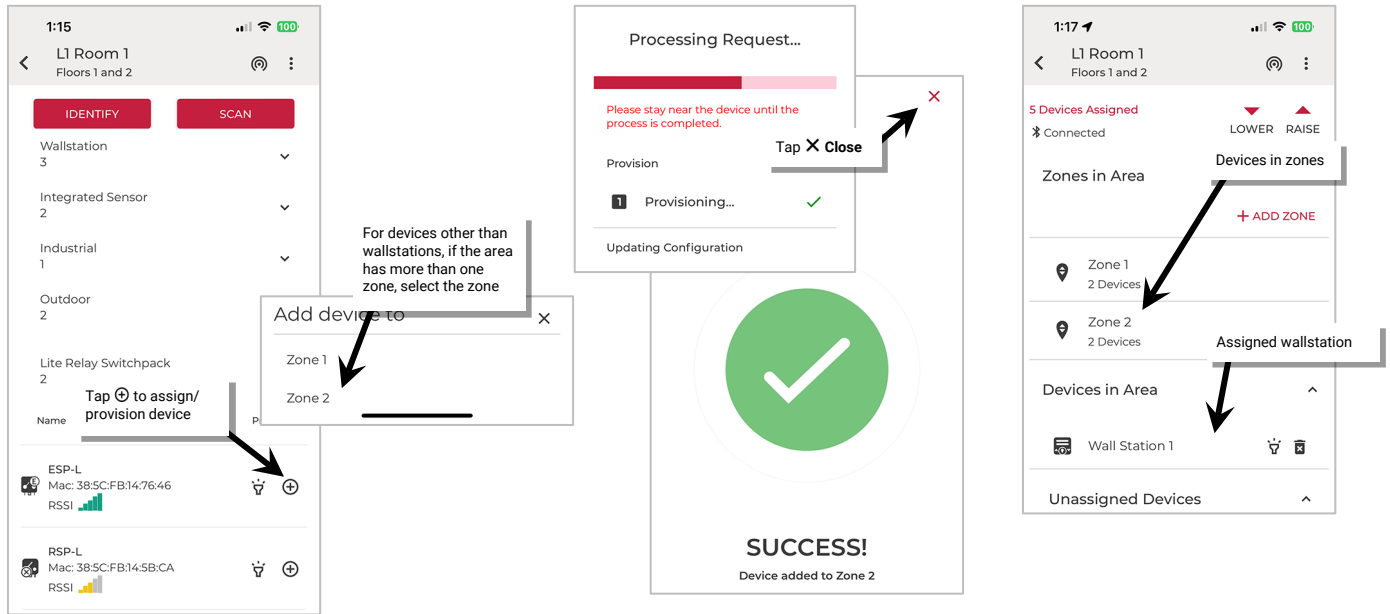 1:15
100
L1 Room 1
Floors 1 and 2
IDENTIFY
SCAN
Wallstation
3
Integrated Sensor
2
Industrial
1
Outdoor
2
Lite Relay Switchpack
2
Tap ⊕ to assign/
provision device
Name
ESP-L
Mac: 38:5C:FB:14:76:46
RSSI
RSP-L
Mac: 38:5C:FB:14:5B:CA
RSSI
For devices other than
wallstations, if the area
has more than one
zone, select the zone
Add device to
Zone 1
Zone 2
Processing Request...
Please stay near the device until the
process is completed.
Provision
1 Provisioning...
Updating Configuration
Tap ✕ Close
SUCCESS!
Device added to Zone 2
1:17
100
L1 Room 1
Floors 1 and 2
5 Devices Assigned
Connected
LOWER
RAISE
Devices in zones
Zones in Area
+ ADD ZONE
Zone 1
2 Devices
Zone 2
2 Devices
Assigned wallstation
Devices in Area
Wall Station 1
Unassigned Devices